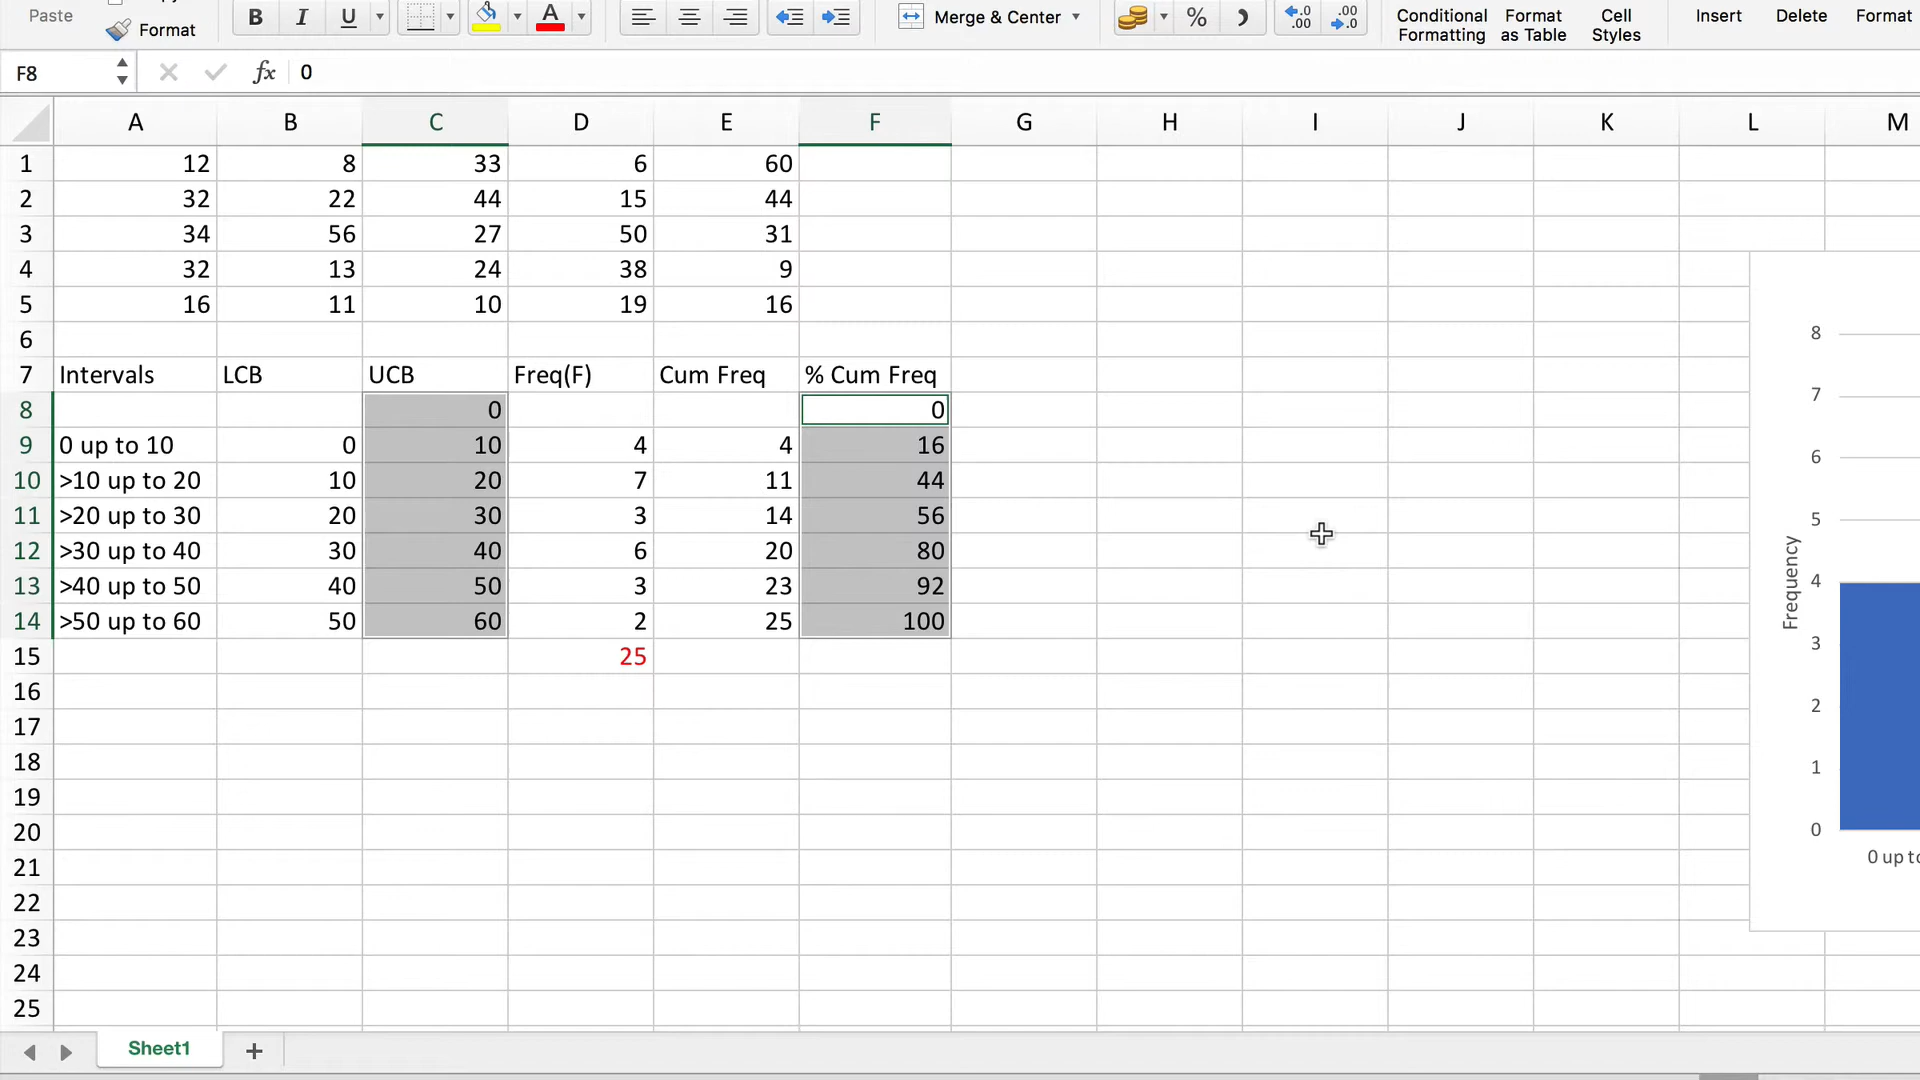 Paste
Format
B I U A
Merge & Center
%
.0 .00
.00 .0
Conditional Formatting
Format as Table
Cell Styles
Insert Delete Format
F8 fx 0
A B C D E F G H I J K L M
1 12 8 33 6 60
2 32 22 44 15 44
3 34 56 27 50 31
4 32 13 24 38 9
5 16 11 10 19 16
6
7 Intervals LCB UCB Freq(F) Cum Freq % Cum Freq
8 0 0
9 0 up to 10 0 10 4 4 16
10 >10 up to 20 10 20 7 11 44
11 >20 up to 30 20 30 3 14 56
12 >30 up to 40 30 40 6 20 80
13 >40 up to 50 40 50 3 23 92
14 >50 up to 60 50 60 2 25 100
15 25
16
17
18
19
20
21
22
23
24
25
8
7
6
5
4
3
2
1
0
Frequency
0 up to
Sheet1 +